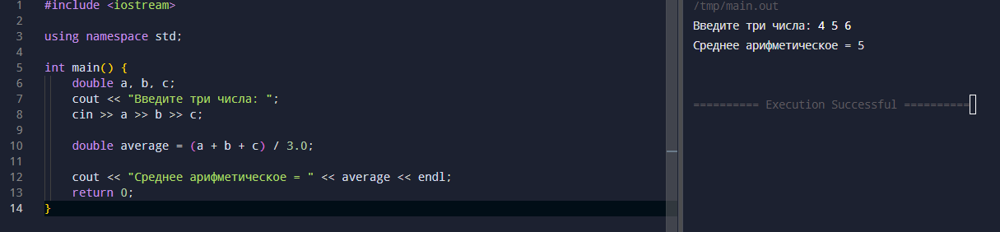 1 #include <iostream>
2
3 using namespace std;
4
5 int main() {
6 double a, b, c;
7 cout << "Введите три числа: ";
8 cin >> a >> b >> c;
9
10 double average = (a + b + c) / 3.0;
11
12 cout << "Среднее арифметическое = " << average << endl;
13 return 0;
14 }
/tmp/main.out
Введите три числа: 4 5 6
Среднее арифметическое = 5
========== Execution Successful ==========